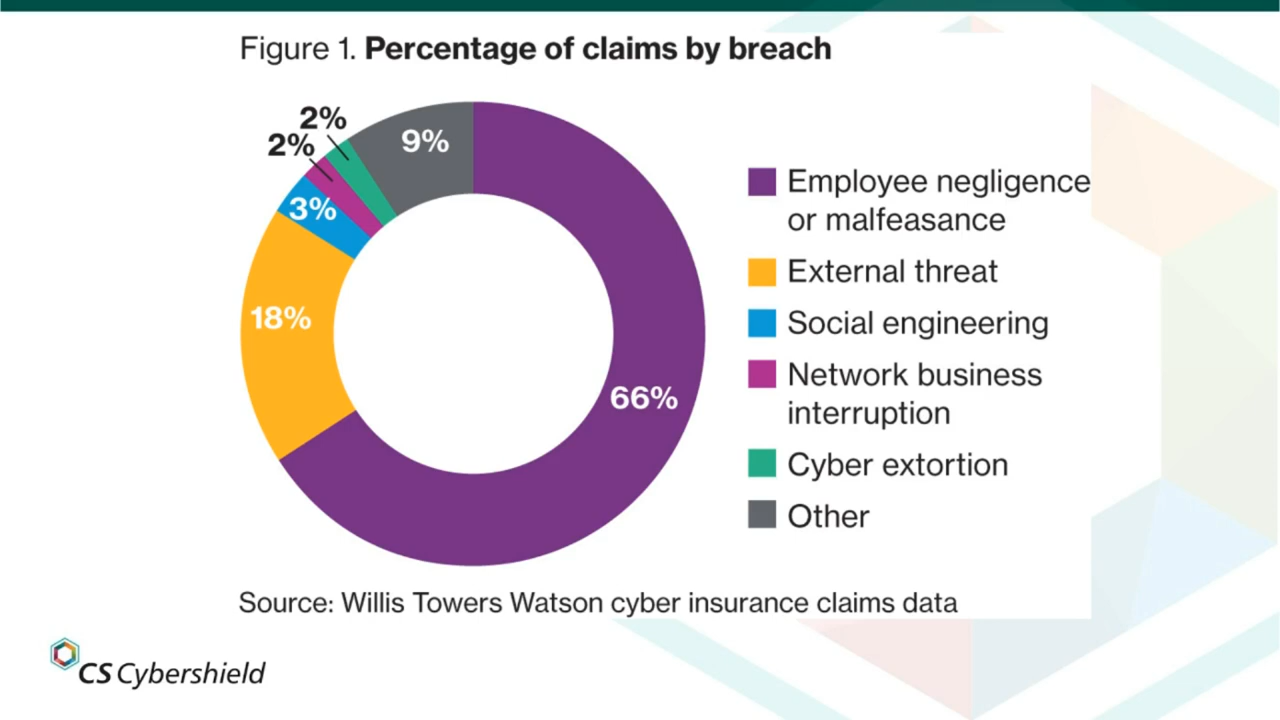 Figure 1. Percentage of claims by breach
2%
2%
9%
3%
18%
66%
Employee negligence
or malfeasance
External threat
Social engineering
Network business
interruption
Cyber extortion
Other
Source: Willis Towers Watson cyber insurance claims data
CS Cybershield